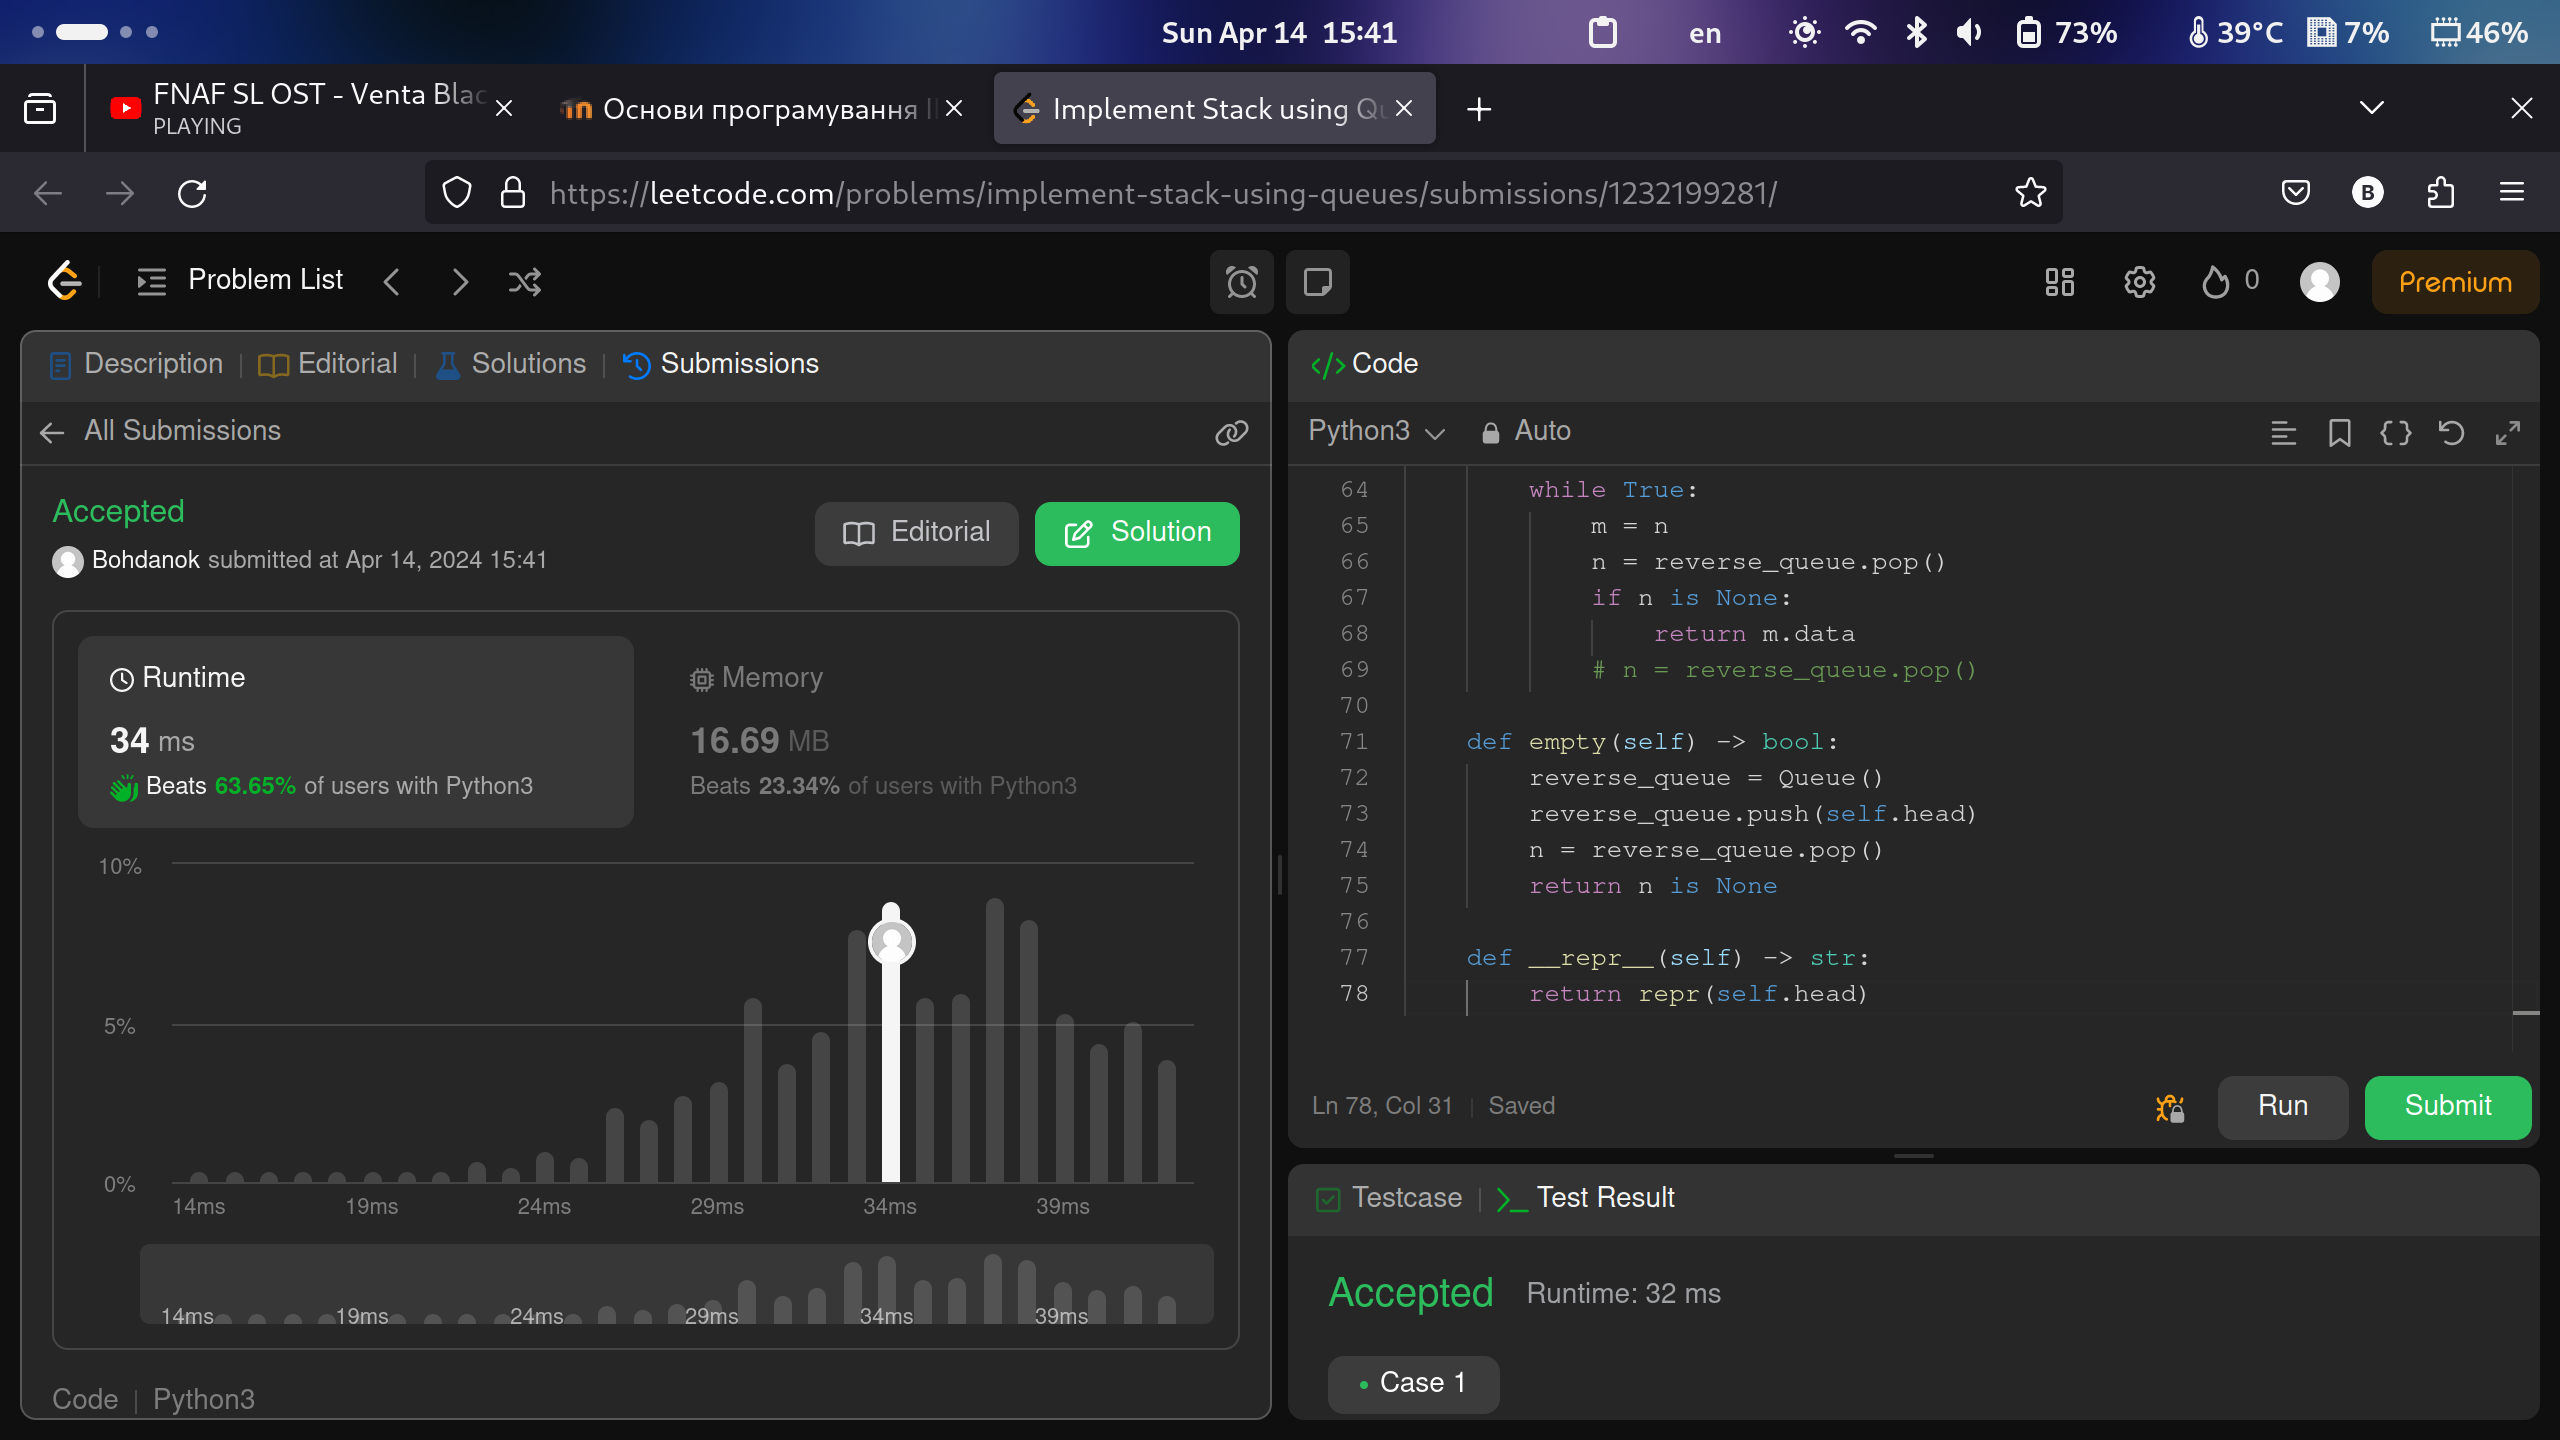 Sun Apr 14 15:41
en
73%
39°C
7%
46%
FNAF SL OST - Venta Blac
PLAYING
Основи програмування
Implement Stack using Qu
https://leetcode.com/problems/implement-stack-using-queues/submissions/1232199281/
Problem List
0
Premium
Description
Editorial
Solutions
Submissions
All Submissions
Accepted
Bohdanok submitted at Apr 14, 2024 15:41
Editorial
Solution
Runtime
34 ms
Beats 63.65% of users with Python3
Memory
16.69 MB
Beats 23.34% of users with Python3
10%
5%
0%
14ms 19ms 24ms 29ms 34ms 39ms
14ms 19ms 24ms 29ms 34ms 39ms
Code | Python3
</> Code
Python3
Auto
64 while True:
65 m = n
66 n = reverse_queue.pop()
67 if n is None:
68 return m.data
69 # n = reverse_queue.pop()
70
71 def empty(self) -> bool:
72 reverse_queue = Queue()
73 reverse_queue.push(self.head)
74 n = reverse_queue.pop()
75 return n is None
76
77 def __repr__(self) -> str:
78 return repr(self.head)
Ln 78, Col 31 | Saved
Run
Submit
Testcase
Test Result
Accepted Runtime: 32 ms
Case 1